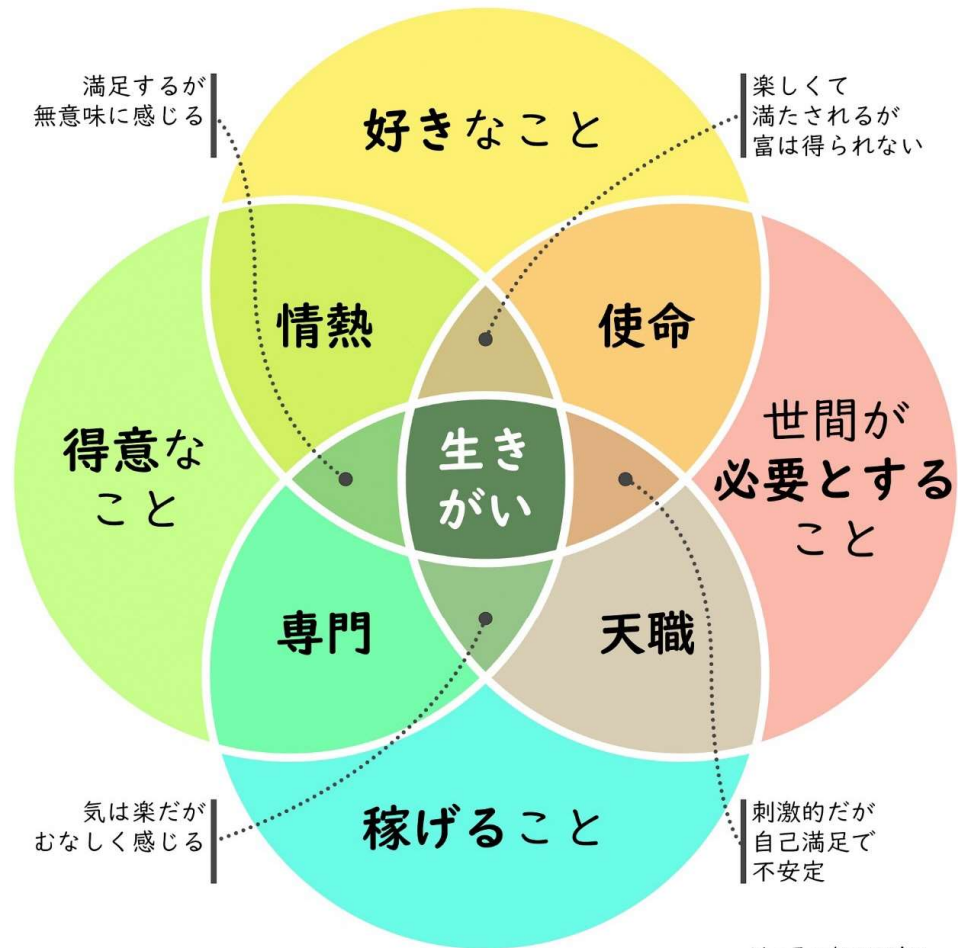 満足するが
無意味に感じる
楽しくて
満たされるが
富は得られない
好きなこと
情熱
使命
得意な
こと
生き
がい
世間が
必要とする
こと
専門
天職
気は楽だが
むなしく感じる
稼げること
刺激的だが
自己満足で
不安定